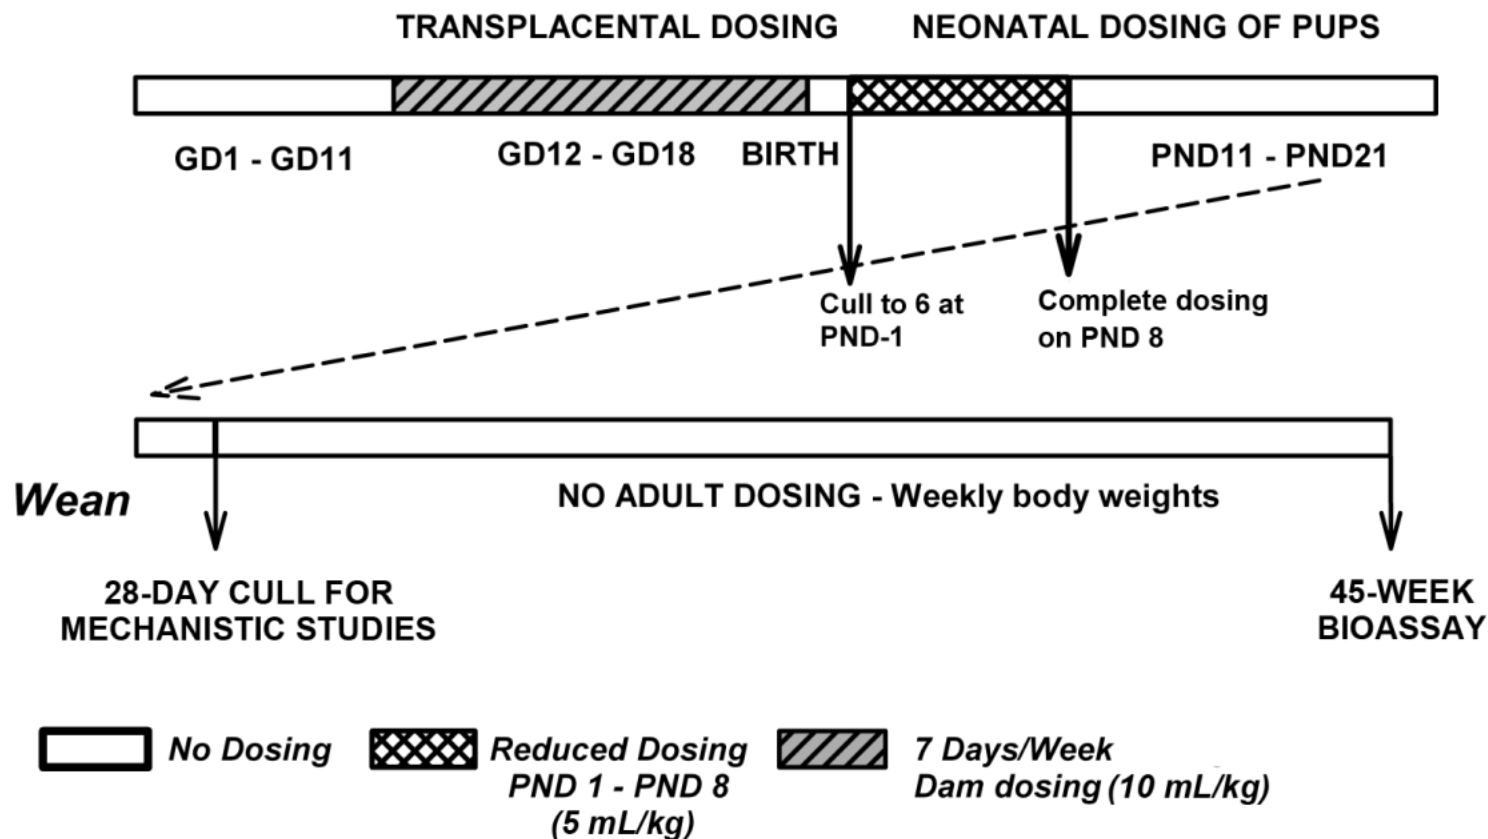 TRANSPLACENTAL DOSING
NEONATAL DOSING OF PUPS
GD1 - GD11
GD12 - GD18
BIRTH
PND11 - PND21
Cull to 6 at
PND-1
Complete dosing
on PND 8
Wean
NO ADULT DOSING - Weekly body weights
28-DAY CULL FOR
MECHANISTIC STUDIES
45-WEEK
BIOASSAY
No Dosing
Reduced Dosing
PND 1 - PND 8
(5 mL/kg)
7 Days/Week
Dam dosing (10 mL/kg)